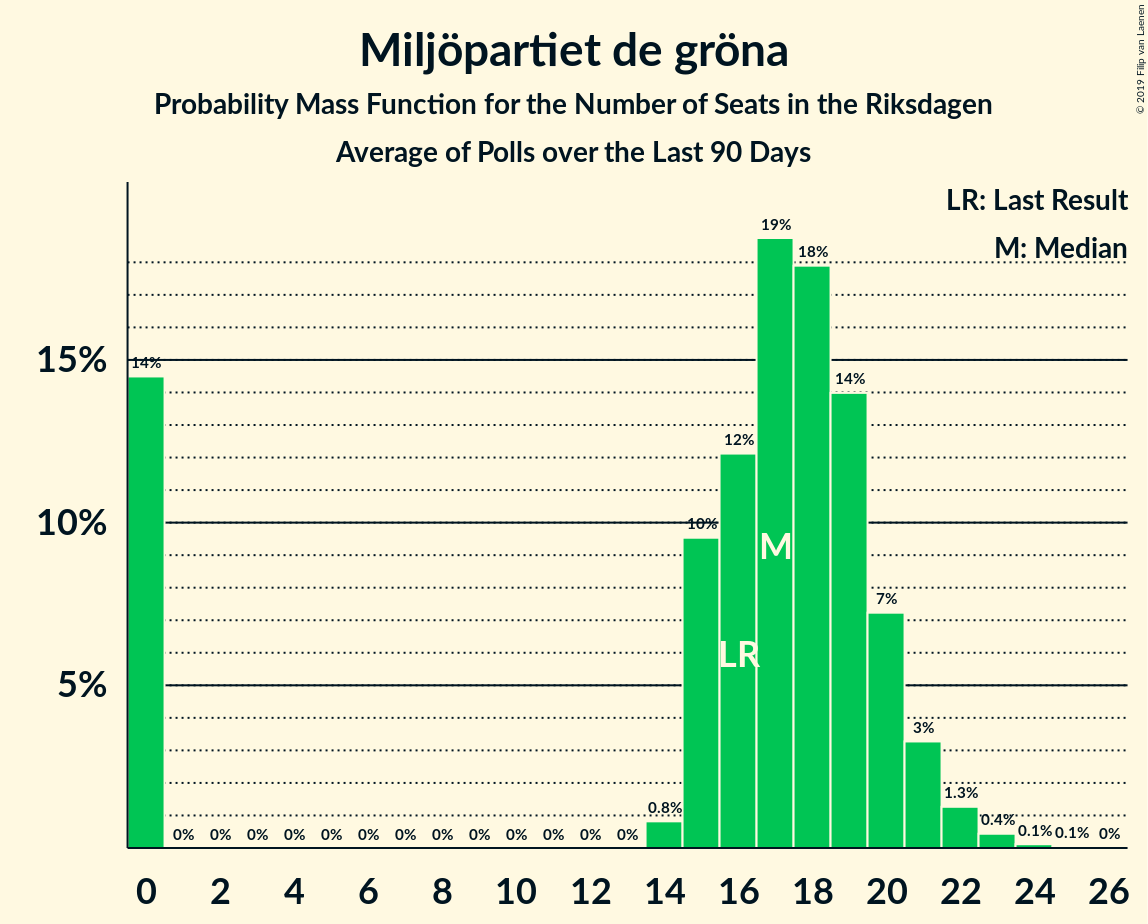 Miljöpartiet de gröna
Probability Mass Function for the Number of Seats in the Riksdagen
Average of Polls over the Last 90 Days
© 2019 Filip van Laenen
LR: Last Result
M: Median
15%
10%
5%
14% 0% 0% 0% 0% 0% 0% 0% 0% 0% 0% 0% 0% 0% 0.8% 10% 12% 19% 18% 14% 7% 3% 1.3% 0.4% 0.1% 0.1% 0%
M
LR
0 2 4 6 8 10 12 14 16 18 20 22 24 26